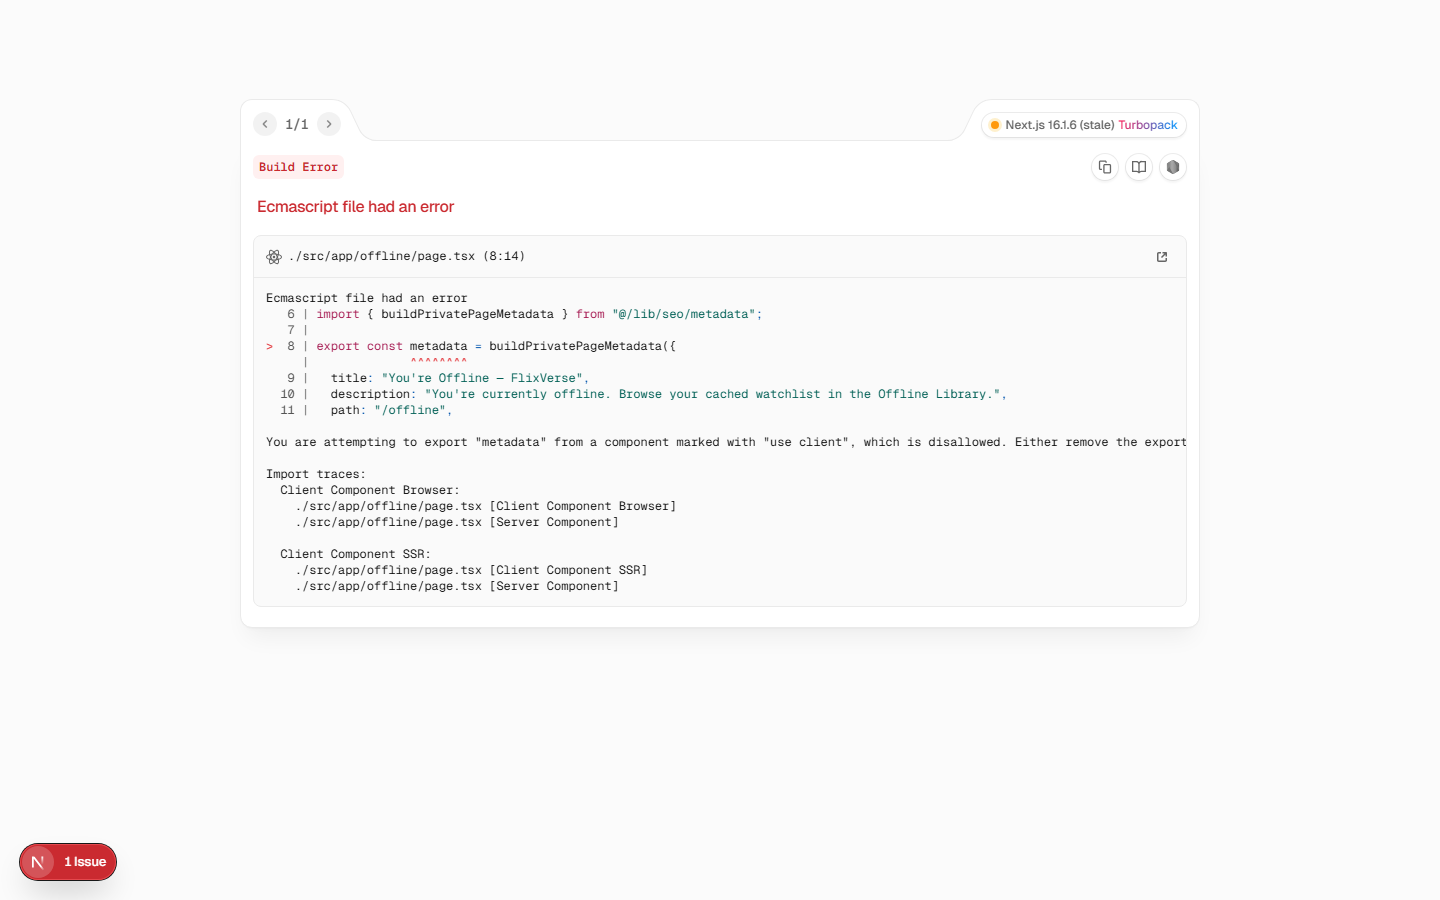 1/1
Next.js 16.1.6 (stale) Turbopack
Build Error
Ecmascript file had an error
./src/app/offline/page.tsx (8:14)
Ecmascript file had an error
6 | import { buildPrivatePageMetadata } from "@/lib/seo/metadata";
7 |
> 8 | export const metadata = buildPrivatePageMetadata({
| ^^^^^^^^
9 | title: "You're Offline — FlixVerse",
10 | description: "You're currently offline. Browse your cached watchlist in the Offline Library.",
11 | path: "/offline",
You are attempting to export "metadata" from a component marked with "use client", which is disallowed. Either remove the export
Import traces:
Client Component Browser:
./src/app/offline/page.tsx [Client Component Browser]
./src/app/offline/page.tsx [Server Component]
Client Component SSR:
./src/app/offline/page.tsx [Client Component SSR]
./src/app/offline/page.tsx [Server Component]
N 1 Issue